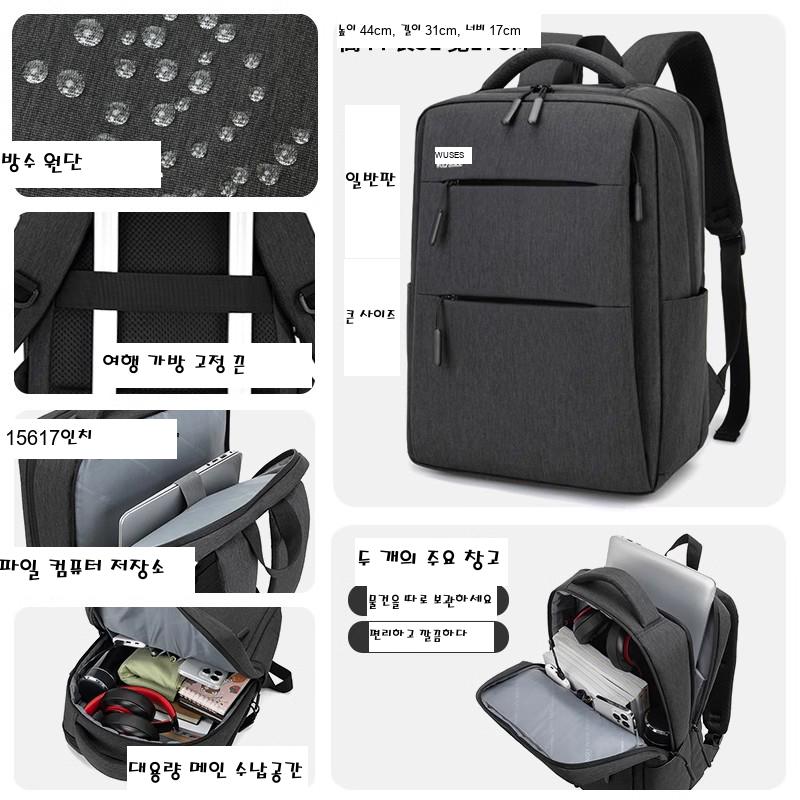 방수 원단
여행 가방 고정 끈
15617인치
파일 컴퓨터 저장소
대용량 메인 수납공간
높이 44cm, 길이 31cm, 너비 17cm
WUSES
일반판
큰 사이즈
두 개의 주요 창고
물건을 따로 보관하세요
편리하고 깔끔하다